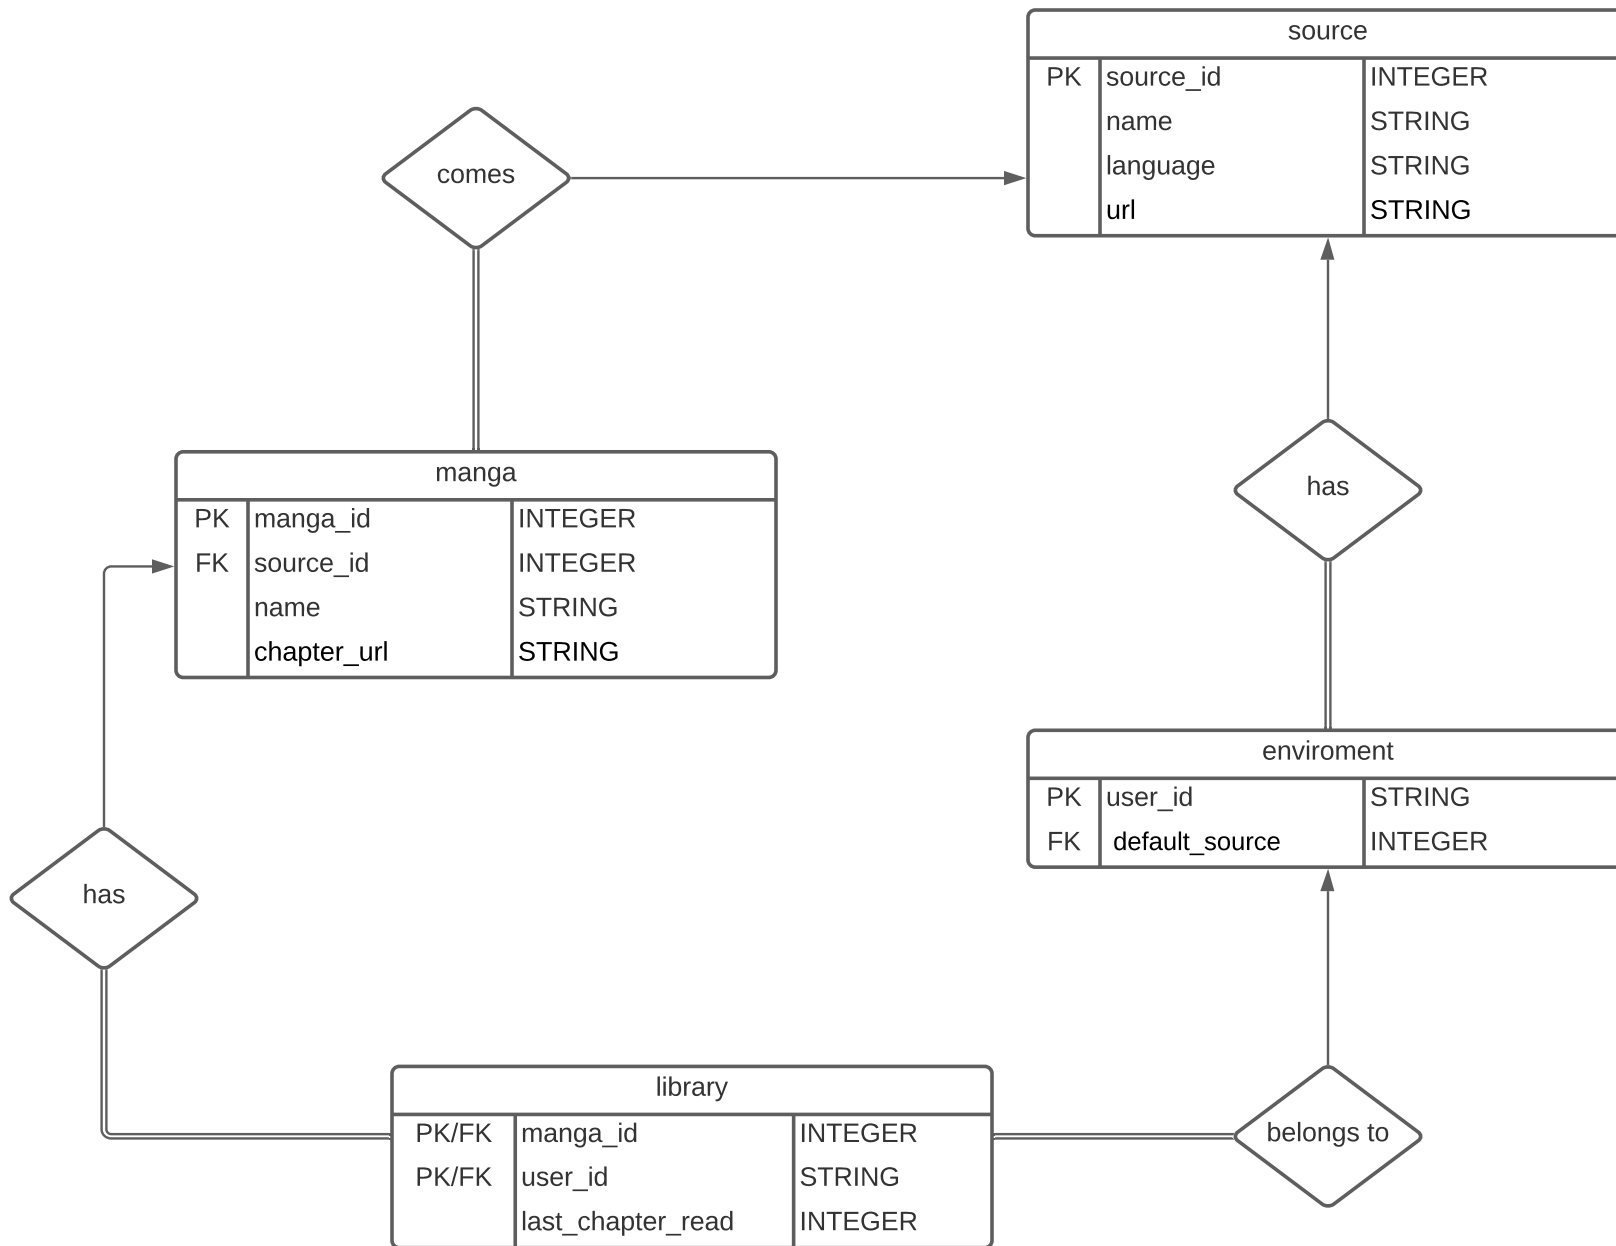 source
PK source_id INTEGER
name STRING
language STRING
url STRING
comes
manga
PK manga_id INTEGER
FK source_id INTEGER
name STRING
chapter_url STRING
has
enviroment
PK user_id STRING
FK default_source INTEGER
has
library
PK/FK manga_id INTEGER
PK/FK user_id STRING
last_chapter_read INTEGER
belongs to